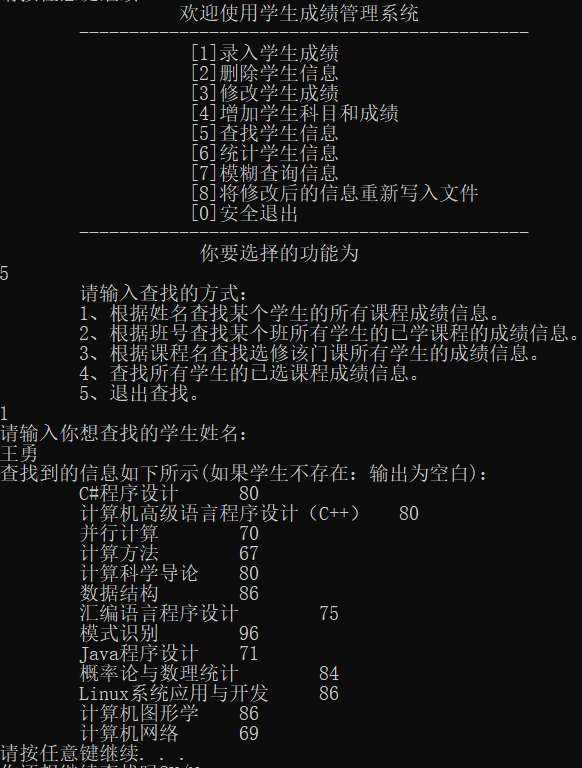 欢迎使用学生成绩管理系统
---------------------------------------------
[1]录入学生成绩
[2]删除学生信息
[3]修改学生成绩
[4]增加学生科目和成绩
[5]查找学生信息
[6]统计学生信息
[7]模糊查询信息
[8]将修改后的信息重新写入文件
[0]安全退出
---------------------------------------------
你要选择的功能为
5
请输入查找的方式：
1、根据姓名查找某个学生的所有课程成绩信息。
2、根据班号查找某个班所有学生的已学课程的成绩信息。
3、根据课程名查找选修该门课所有学生的成绩信息。
4、查找所有学生的已选课程成绩信息。
5、退出查找。
1
请输入你想查找的学生姓名：
王勇
查找到的信息如下所示(如果学生不存在：输出为空白)：
C#程序设计 80
计算机高级语言程序设计（C++） 80
并行计算 70
计算方法 67
计算科学导论 80
数据结构 86
汇编语言程序设计 75
模式识别 96
Java程序设计 71
概率论与数理统计 84
Linux系统应用与开发 86
计算机图形学 86
计算机网络 69
请按任意键继续. . .